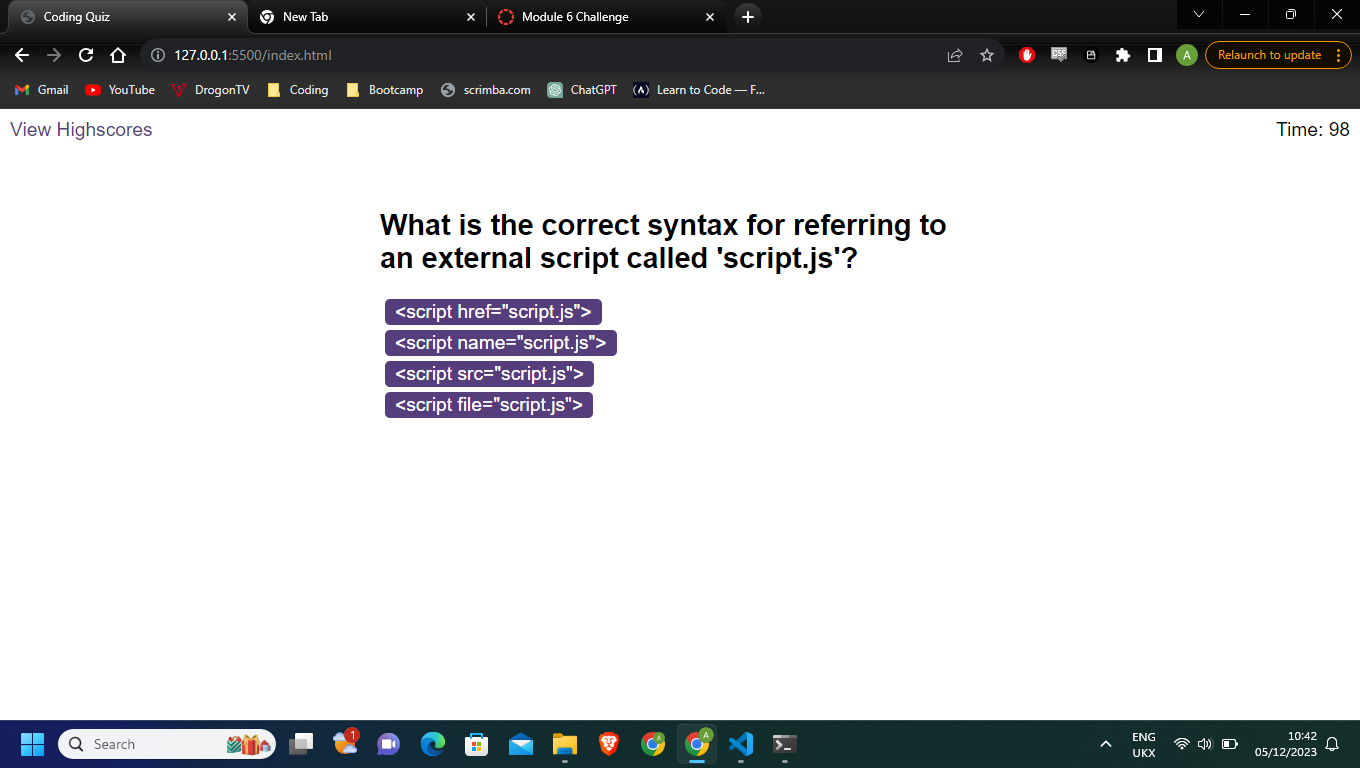 Coding Quiz
New Tab
Module 6 Challenge
127.0.0.1:5500/index.html
CSS
A
Relaunch to update
Gmail
YouTube
DrogonTV
Coding
Bootcamp
scrimba.com
ChatGPT
Learn to Code — F...
View Highscores
Time: 98
What is the correct syntax for referring to
an external script called 'script.js'?
<script href="script.js">
<script name="script.js">
<script src="script.js">
<script file="script.js">
Search
1
A
A
ENG
UKX
10:42
05/12/2023